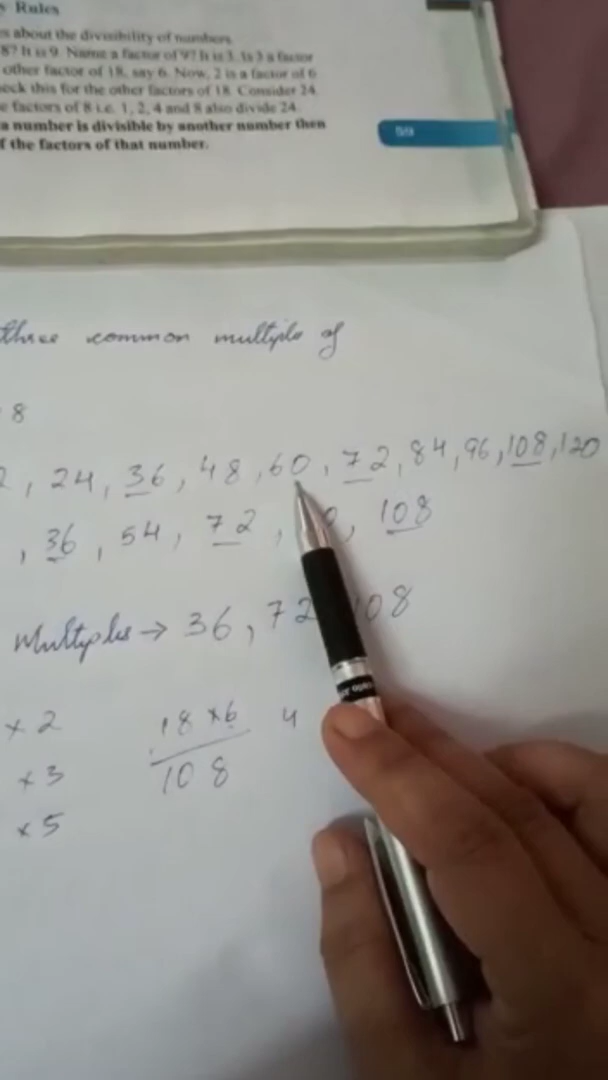 Rules
about the divisibility of numbers.
8? It is 9. Name a factor of 9? It is 3. Is 3 a factor
other factor of 18, say 6. Now, 2 is a factor of 6
this for the other factors of 18. Consider 24.
factors of 8 i.e. 1, 2, 4 and 8 also divide 24.
a number is divisible by another number then
the factors of that number.
59
three common multiple of
8
2, 24, 36, 48, 60, 72, 84, 96, 108, 120
, 36, 54, 72, 0, 108
Multiples → 36, 72 108
x 2 18 x6 4
x 3 108
x 5